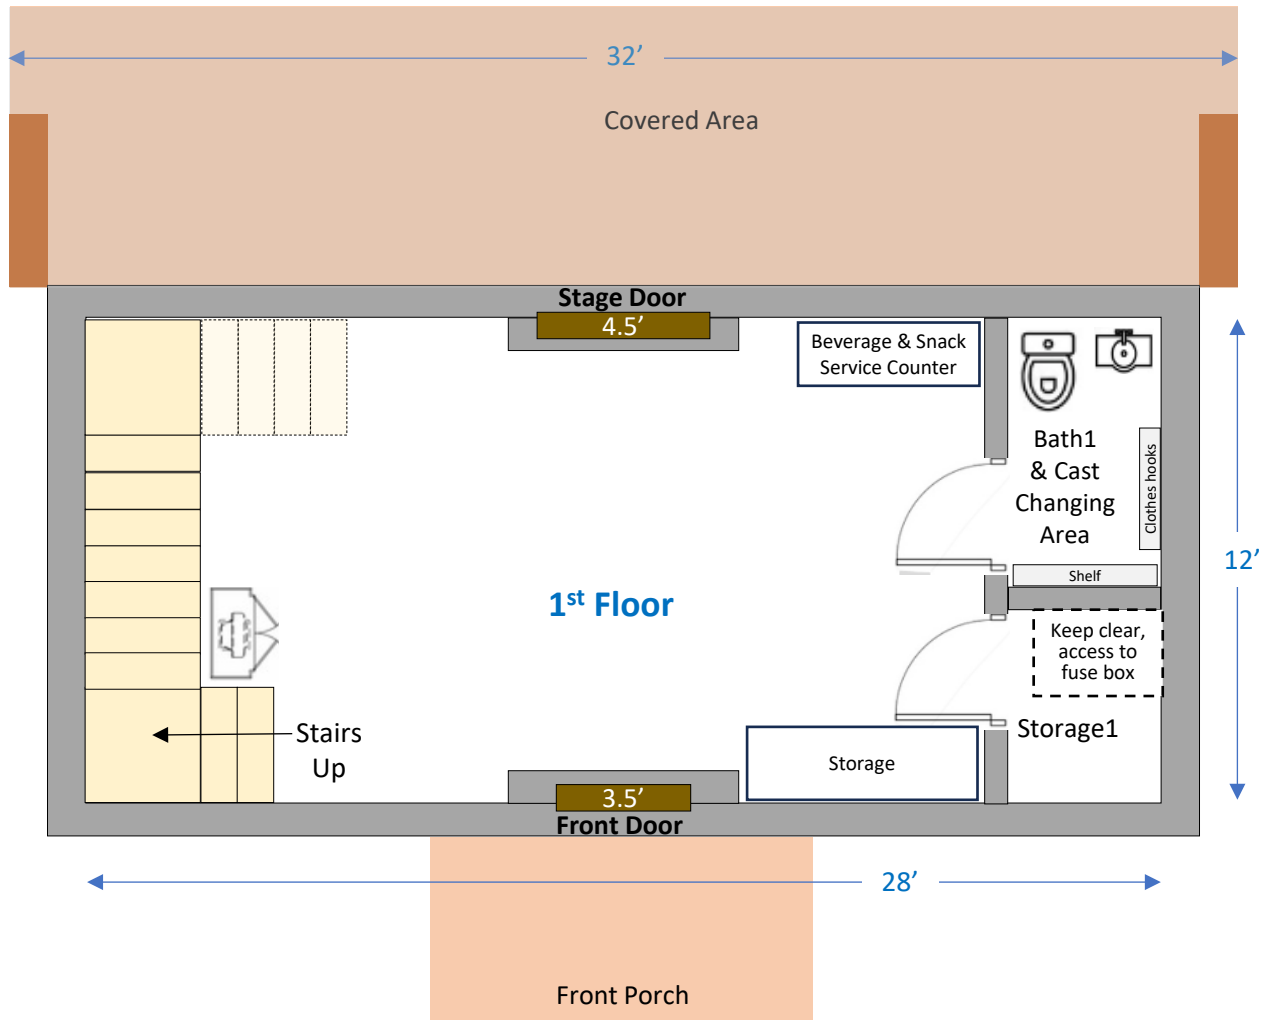 32’
Covered Area
Stage Door
4.5’
Beverage & Snack
Service Counter
Bath1
& Cast
Changing
Area
Clothes hooks
Shelf
12’
1st Floor
Keep clear,
access to
fuse box
Stairs
Up
Storage1
Storage
3.5’
Front Door
28’
Front Porch